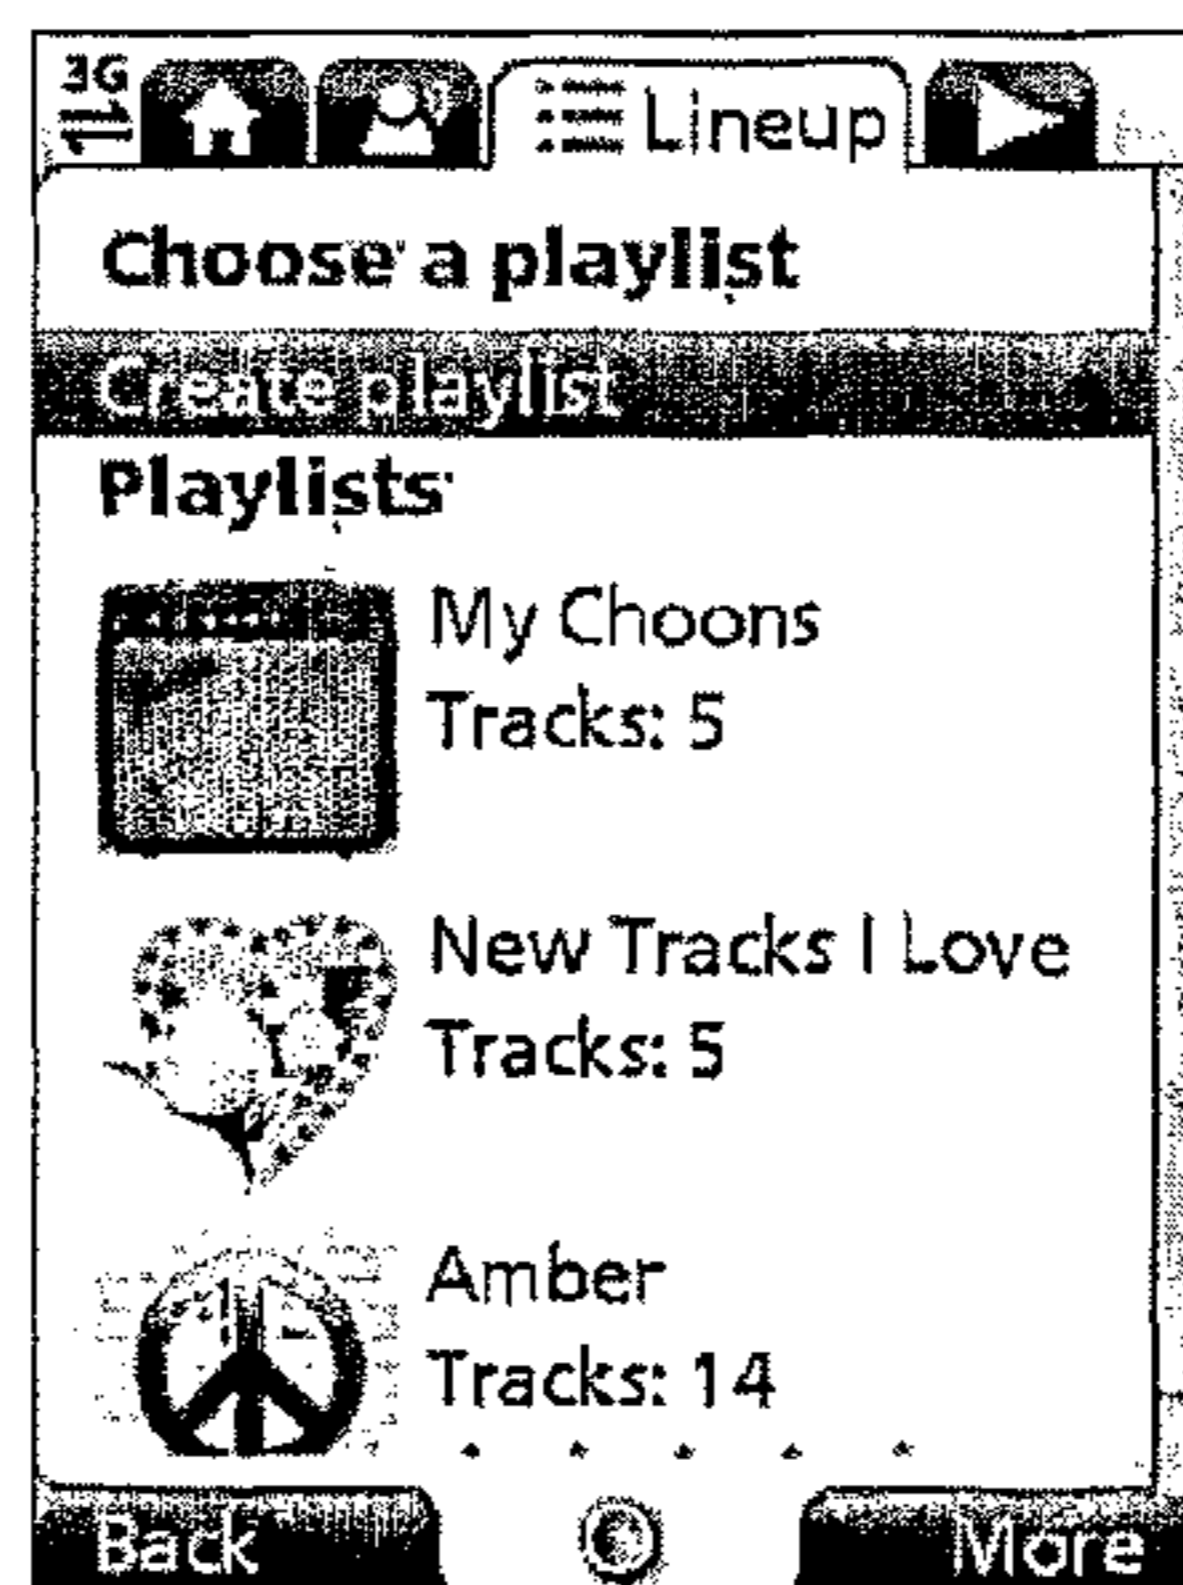 3G
Lineup
Choose a playlist
Create playlist
Playlists
My Choons
Tracks: 5
New Tracks I Love
Tracks: 5
Amber
Tracks: 14
Back
More